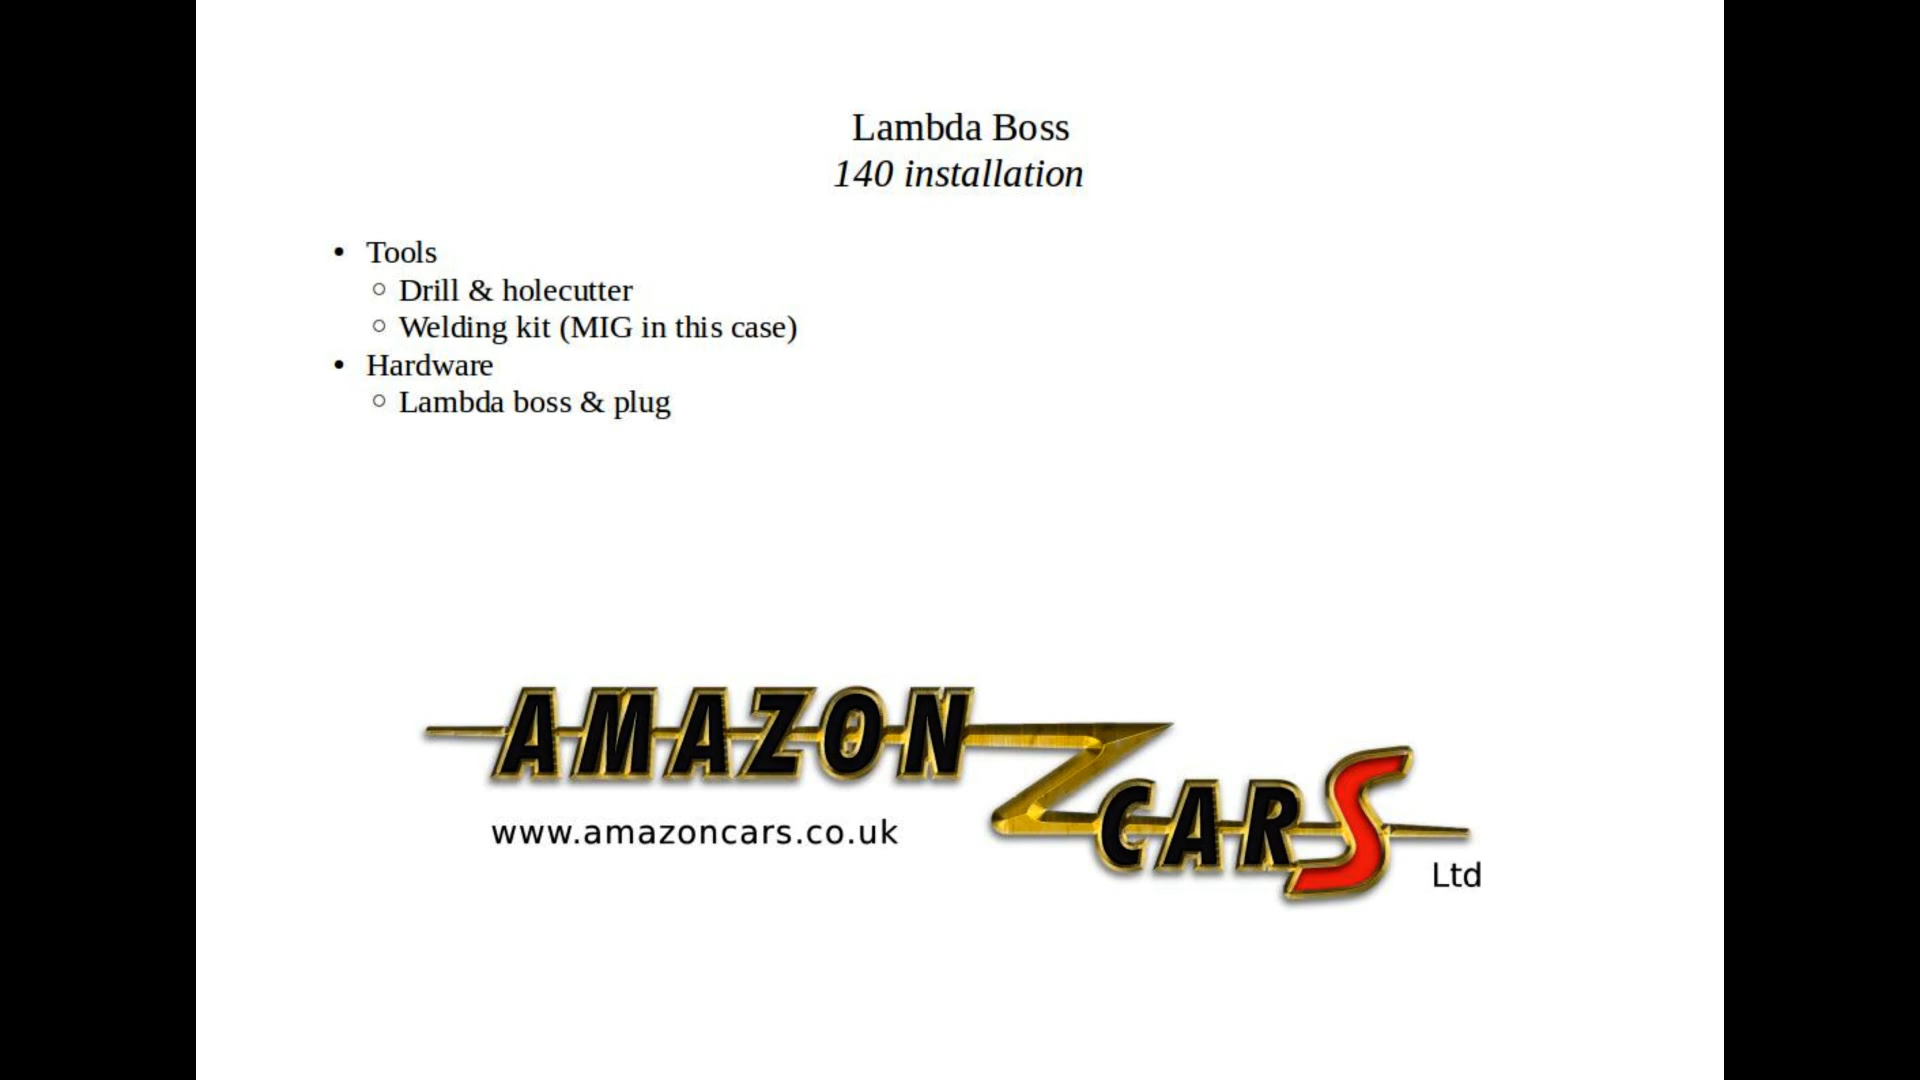 Lambda Boss
140 installation
• Tools
○ Drill & holecutter
○ Welding kit (MIG in this case)
• Hardware
○ Lambda boss & plug
AMAZON
CARS
www.amazoncars.co.uk
Ltd